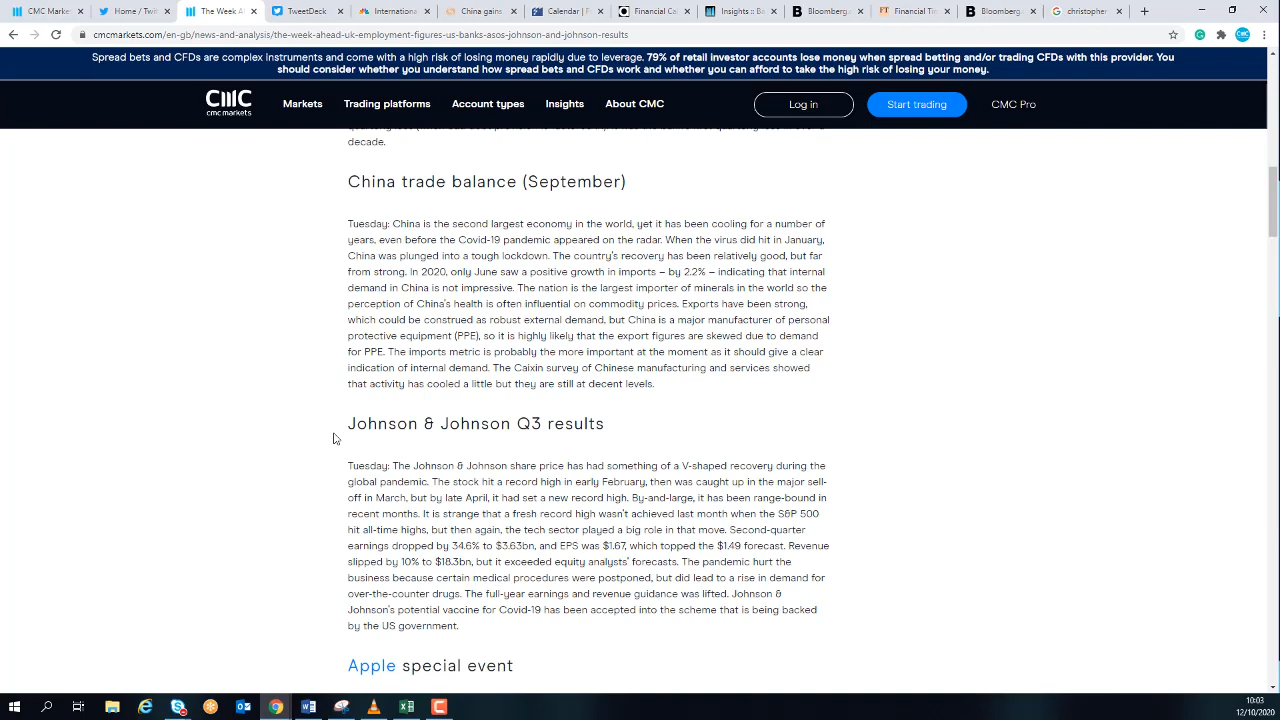 CMC Market
Home / Twit
The Week A
TweetDeck
Internationa
China gains
Calendar | F
Financial Ca
Insights :: Ba
Bloomberg
Financial Tim
Bloomberg
christopher
cmcmarkets.com/en-gb/news-and-analysis/the-week-ahead-uk-employment-figures-us-banks-asos-johnson-and-johnson-results
Spread bets and CFDs are complex instruments and come with a high risk of losing money rapidly due to leverage. 79% of retail investor accounts lose money when spread betting and/or trading CFDs with this provider. You
should consider whether you understand how spread bets and CFDs work and whether you can afford to take the high risk of losing your money.
cmc markets
Markets
Trading platforms
Account types
Insights
About CMC
Log in
Start trading
CMC Pro
decade.
China trade balance (September)
Tuesday: China is the second largest economy in the world, yet it has been cooling for a number of
years, even before the Covid-19 pandemic appeared on the radar. When the virus did hit in January,
China was plunged into a tough lockdown. The country's recovery has been relatively good, but far
from strong. In 2020, only June saw a positive growth in imports – by 2.2% – indicating that internal
demand in China is not impressive. The nation is the largest importer of minerals in the world so the
perception of China's health is often influential on commodity prices. Exports have been strong,
which could be construed as robust external demand, but China is a major manufacturer of personal
protective equipment (PPE), so it is highly likely that the export figures are skewed due to demand
for PPE. The imports metric is probably the more important at the moment as it should give a clear
indication of internal demand. The Caixin survey of Chinese manufacturing and services showed
that activity has cooled a little but they are still at decent levels.
Johnson & Johnson Q3 results
Tuesday: The Johnson & Johnson share price has had something of a V-shaped recovery during the
global pandemic. The stock hit a record high in early February, then was caught up in the major sell-
off in March, but by late April, it had set a new record high. By-and-large, it has been range-bound in
recent months. It is strange that a fresh record high wasn't achieved last month when the S&P 500
hit all-time highs, but then again, the tech sector played a big role in that move. Second-quarter
earnings dropped by 34.6% to $3.63bn, and EPS was $1.67, which topped the $1.49 forecast. Revenue
slipped by 10% to $18.3bn, but it exceeded equity analysts' forecasts. The pandemic hurt the
business because certain medical procedures were postponed, but did lead to a rise in demand for
over-the-counter drugs. The full-year earnings and revenue guidance was lifted. Johnson &
Johnson's potential vaccine for Covid-19 has been accepted into the scheme that is being backed
by the US government.
Apple special event
10:03
12/10/2020